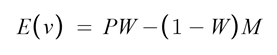 E(v) = PW − (1 − W)M